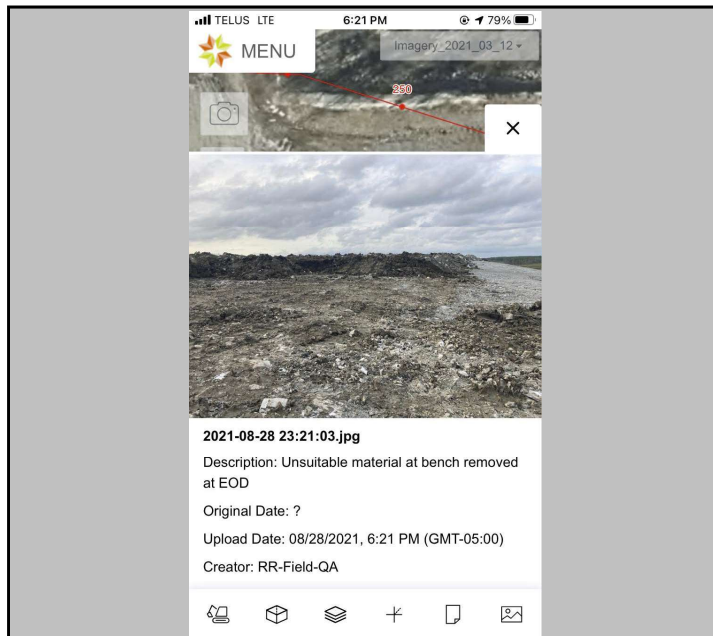 TELUS LTE 6:21 PM 79%
MENU
Imagery_2021_03_12
250
2021-08-28 23:21:03.jpg
Description: Unsuitable material at bench removed
at EOD
Original Date: ?
Upload Date: 08/28/2021, 6:21 PM (GMT-05:00)
Creator: RR-Field-QA